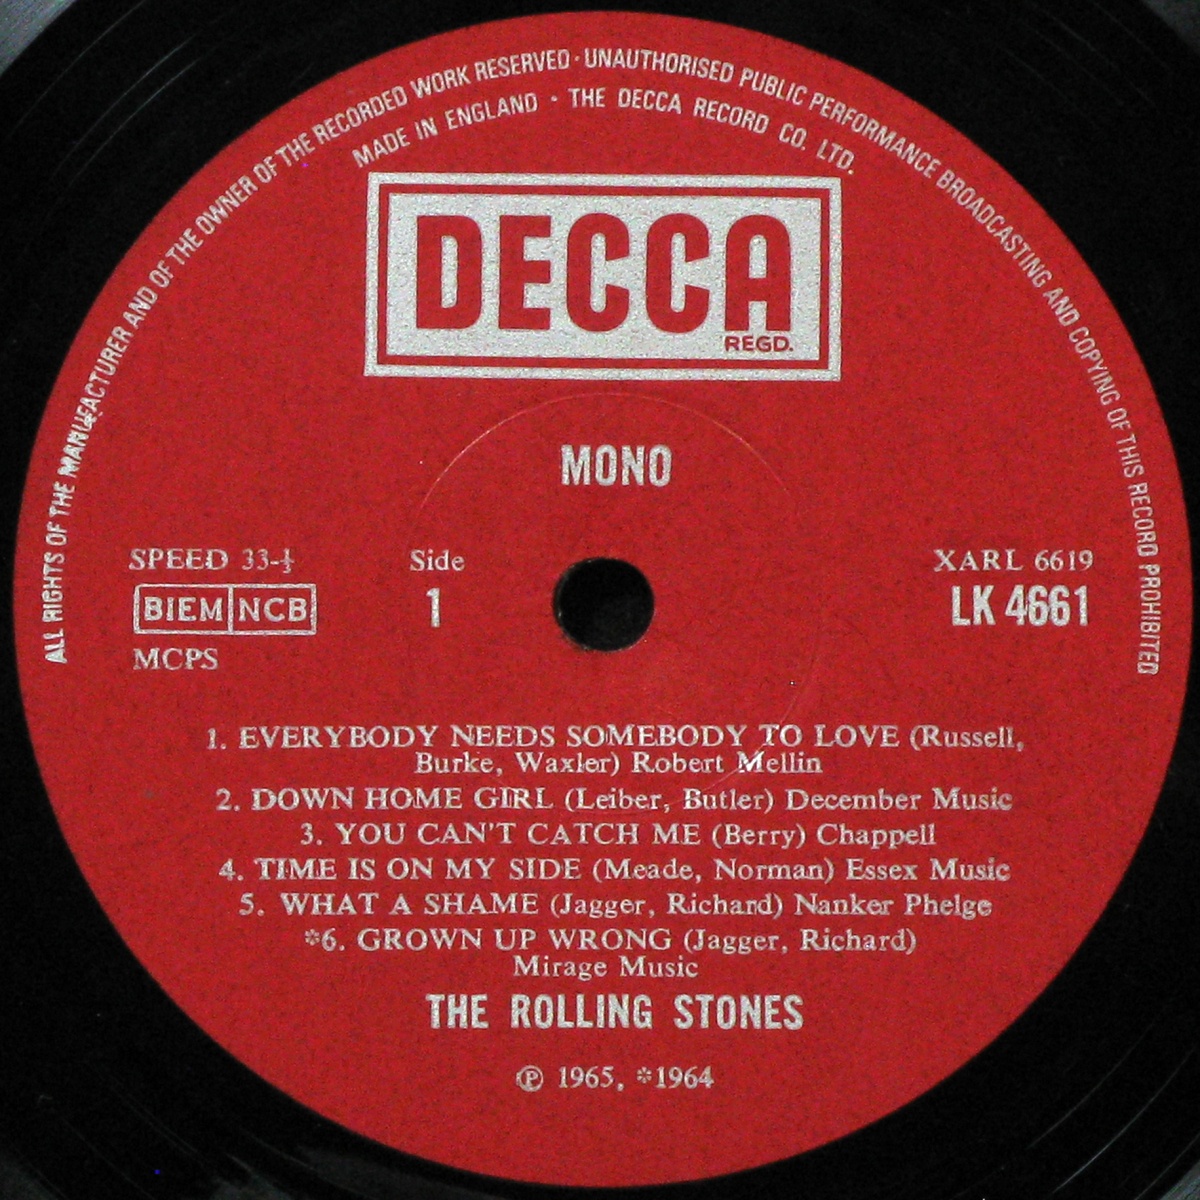 ALL RIGHTS OF THE MANUFACTURER AND OF THE OWNER OF THE RECORDED WORK RESERVED · UNAUTHORISED PUBLIC PERFORMANCE BROADCASTING AND COPYING OF THIS RECORD PROHIBITED
MADE IN ENGLAND · THE DECCA RECORD CO. LTD.
DECCA
REGD.
MONO
SPEED 33-⅓
Side
XARL 6619
BIEM NCB
1
LK 4661
MCPS
1. EVERYBODY NEEDS SOMEBODY TO LOVE (Russell,
Burke, Waxler) Robert Mellin
2. DOWN HOME GIRL (Leiber, Butler) December Music
3. YOU CAN'T CATCH ME (Berry) Chappell
4. TIME IS ON MY SIDE (Meade, Norman) Essex Music
5. WHAT A SHAME (Jagger, Richard) Nanker Phelge
*6. GROWN UP WRONG (Jagger, Richard)
Mirage Music
THE ROLLING STONES
℗ 1965, *1964